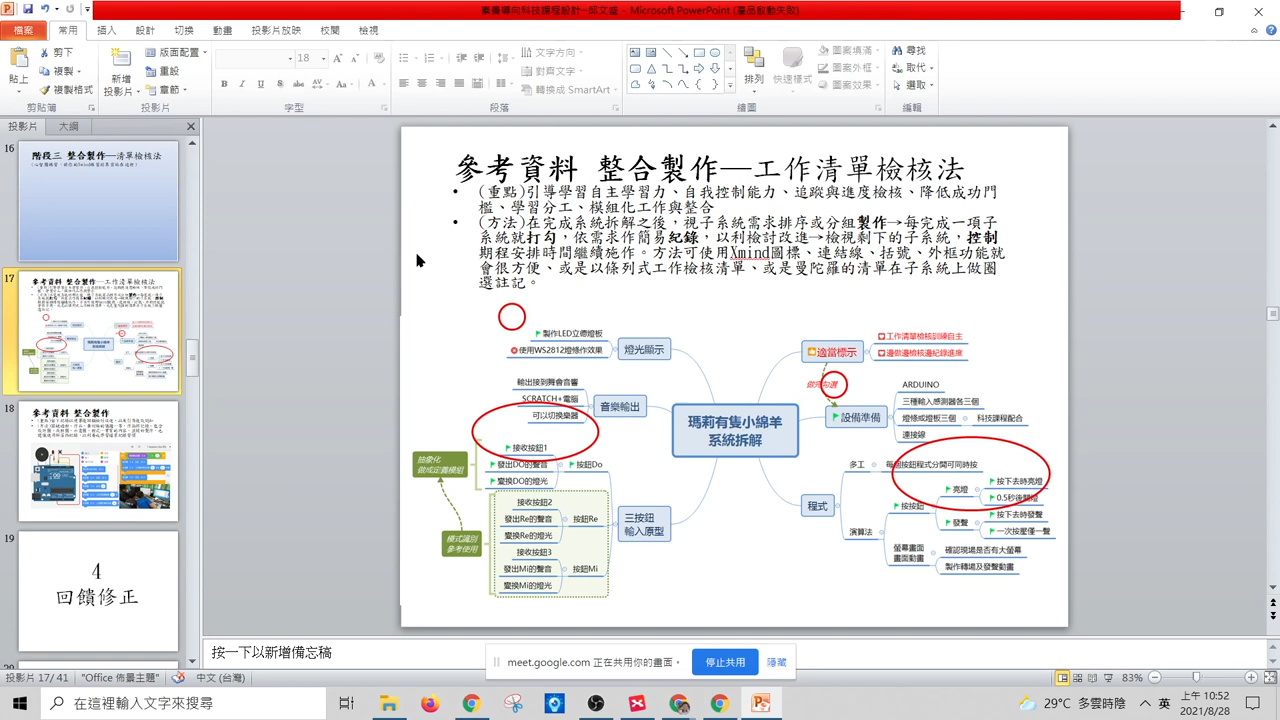 素養導向科技課程設計--邱文盛 - Microsoft PowerPoint (產品啟動失敗)
檔案 常用 插入 設計 切換 動畫 投影片放映 校閱 檢視
貼上 剪下 複製 複製格式 新增投影片 版面配置 重設 章節 18 文字方向 對齊文字 轉換成 SmartArt 排列 快速樣式 圖案填滿 圖案外框 圖案效果 尋找 取代 選取
剪貼簿 投影片 字型 段落 繪圖 編輯
投影片 大綱
16
階段三 整合製作—清單檢核法
17
參考資料 整合製作—工作清單檢核法
18
參考資料 整合製作
19
4
回饋修正
參考資料 整合製作—工作清單檢核法
• (重點)引導學習自主學習力、自我控制能力、追蹤與進度檢核、降低成功門
檻、學習分工、模組化工作與整合
• (方法)在完成系統拆解之後，視子系統需求排序或分組製作→每完成一項子
系統就打勾，依需求作簡易紀錄，以利檢討改進→檢視剩下的子系統，控制
期程安排時間繼續施作。方法可使用Xmind圖標、連結線、括號、外框功能就
會很方便、或是以條列式工作檢核清單、或是曼陀羅的清單在子系統上做圈
選註記。
瑪莉有隻小綿羊
系統拆解
燈光顯示
製作LED立體燈板
使用WS2812燈條作效果
音樂輸出
輸出接到舞會音響
SCRATCH+電腦
可以切換樂器
三按鈕
輸入原型
按鈕Do
接收按鈕1
發出DO的聲音
變換DO的燈光
按鈕Re
接收按鈕2
發出Re的聲音
變換Re的燈光
按鈕Mi
接收按鈕3
發出Mi的聲音
變換Mi的燈光
抽象化
做成定義模組
模式識別
參考使用
適當標示
工作清單檢核訓練自主
邊做邊檢核邊紀錄進度
做完勾選
設備準備
ARDUINO
三種輸入感測器各三個
燈條或燈板三個
科技課程配合
連接線
程式
多工
每個按鈕程式分開可同時按
演算法
按按鈕
亮燈
按下去時亮燈
0.5秒後關燈
發聲
按下去時發聲
一次按壓僅一聲
螢幕畫面
畫面動畫
確認現場是否有大螢幕
製作轉場及發聲動畫
按一下以新增備忘稿
meet.google.com 正在共用你的畫面。 停止共用 隱藏
投影片 17 / 41 "Office 佈景主題" 中文 (台灣) 83%
在這裡輸入文字來搜尋
29°C 多雲時陰 英 上午 10:52
2021/8/28